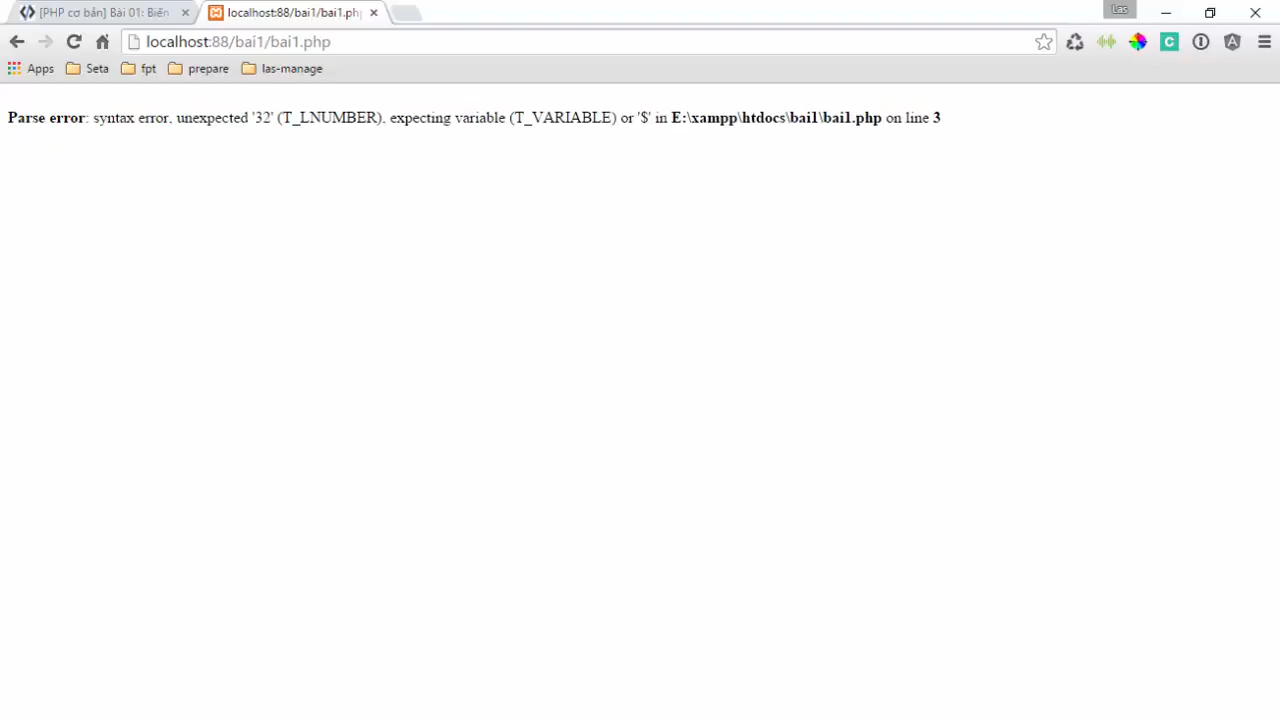 [PHP cơ bản] Bài 01: Biến
localhost:88/bai1/bai1.ph
Las
localhost:88/bai1/bai1.php
C
Apps
Seta
fpt
prepare
las-manage
Parse error: syntax error, unexpected '32' (T_LNUMBER), expecting variable (T_VARIABLE) or '$' in E:\xampp\htdocs\bai1\bai1.php on line 3